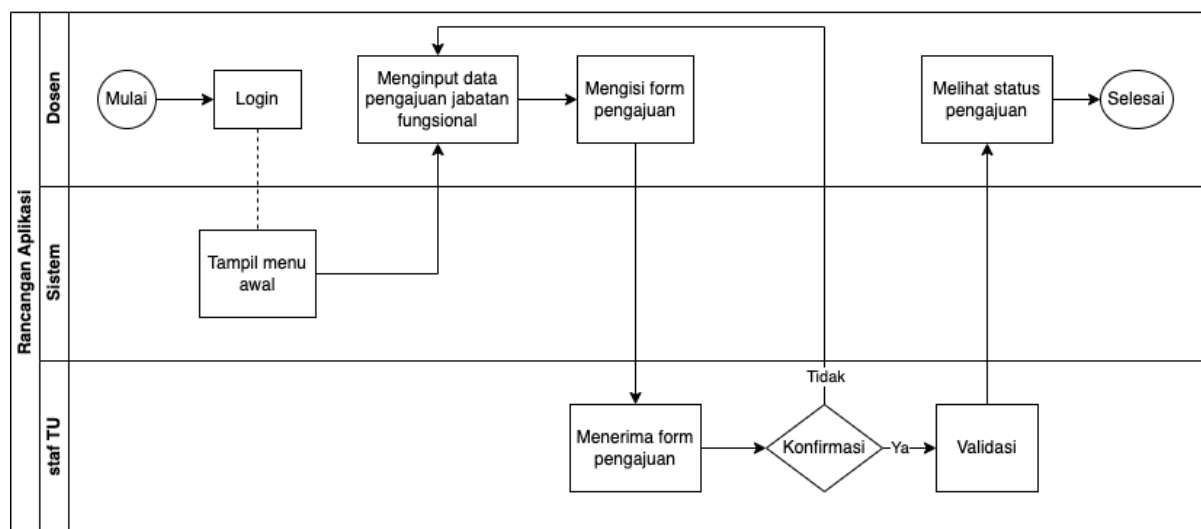 Rancangan Aplikasi
Dosen
Mulai
Login
Menginput data
pengajuan jabatan
fungsional
Mengisi form
pengajuan
Melihat status
pengajuan
Selesai
Sistem
Tampil menu
awal
staf TU
Menerima form
pengajuan
Tidak
Konfirmasi
Ya
Validasi